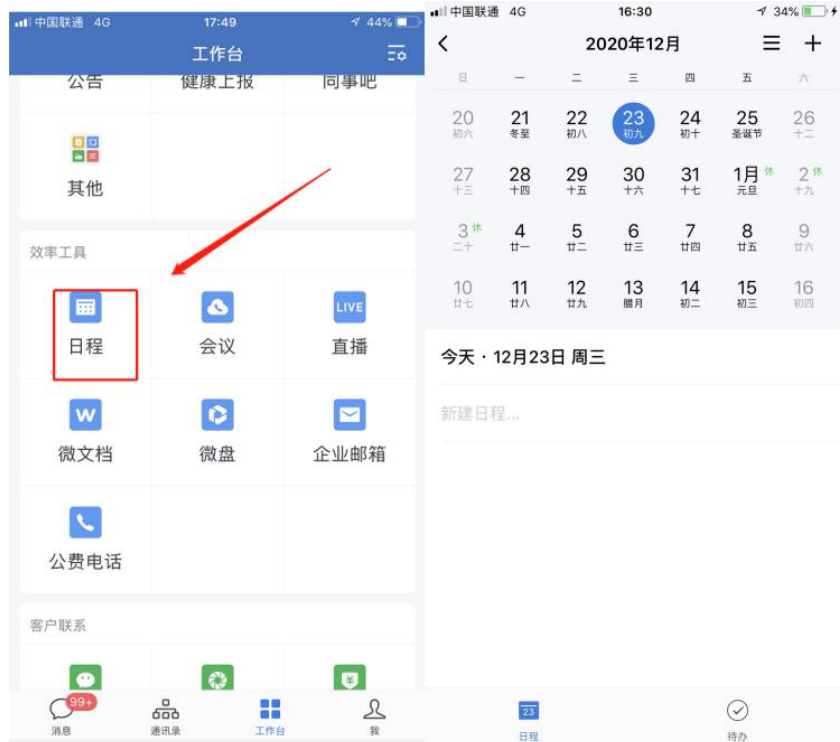 中国联通 4G 17:49 44%
工作台
公告 健康上报 同事吧
其他
效率工具
日程 会议 LIVE 直播
W 微文档 微盘 企业邮箱
公费电话
客户联系
99+
消息 通讯录 工作台 我
中国联通 4G 16:30 34%
2020年12月
日 一 二 三 四 五 六
20 21 22 23 24 25 26
初六 冬至 初八 初九 初十 圣诞节 十二
27 28 29 30 31 1月 休 2 休
十三 十四 十五 十六 十七 元旦 十九
3 休 4 5 6 7 8 9
二十 廿一 廿二 廿三 廿四 廿五 廿六
10 11 12 13 14 15 16
廿七 廿八 廿九 腊月 初二 初三 初四
今天 · 12月23日 周三
新建日程...
23
日程 待办